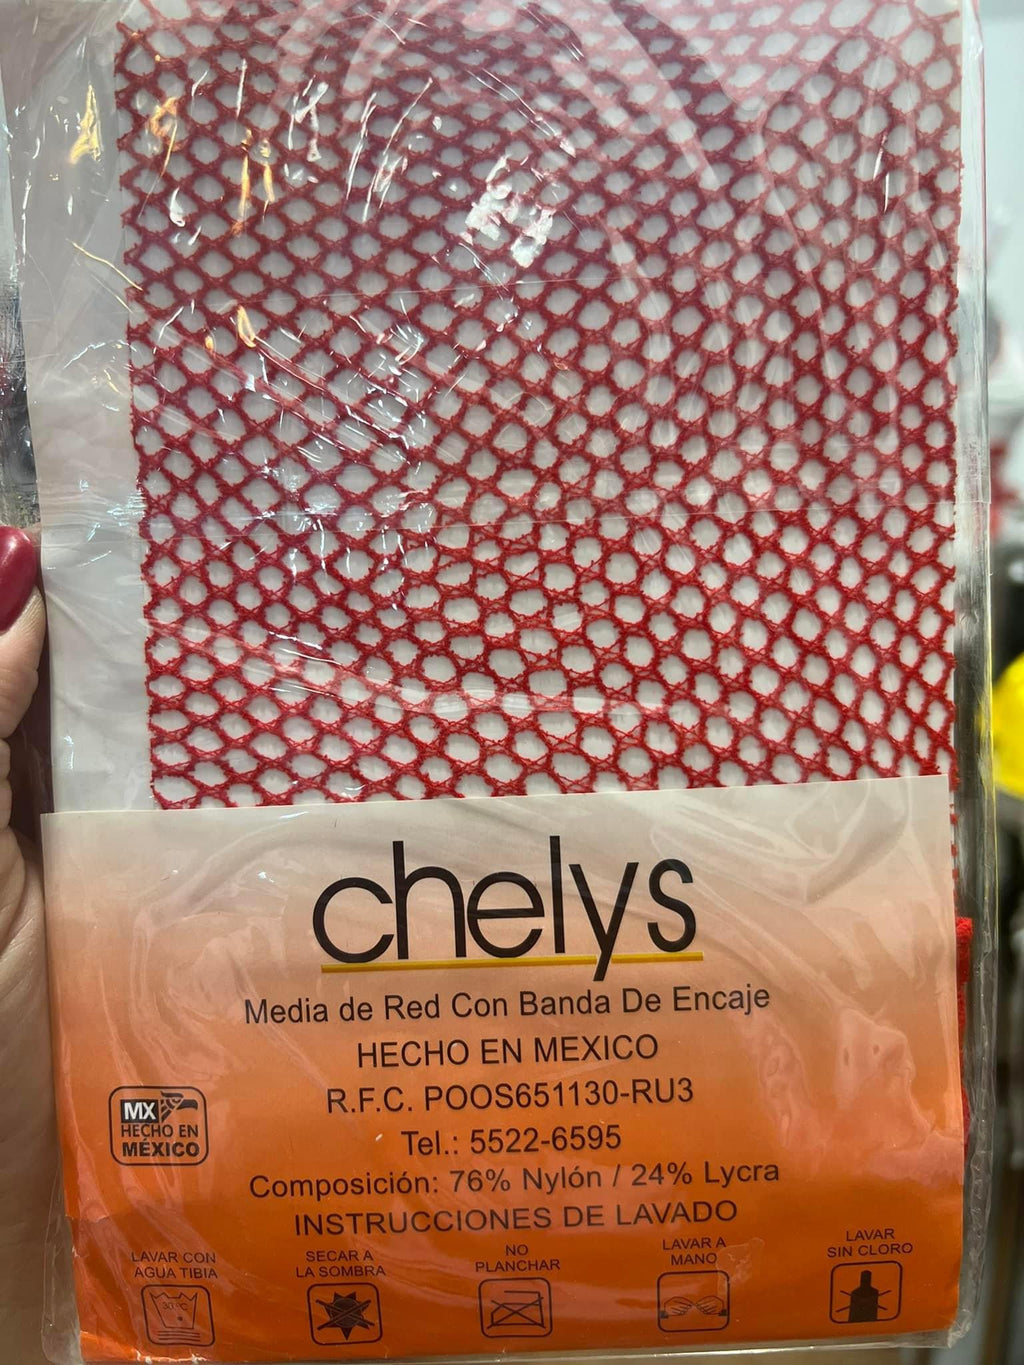 chelys
Media de Red Con Banda De Encaje
HECHO EN MEXICO
R.F.C. POOS651130-RU3
Tel.: 5522-6595
Composición: 76% Nylón / 24% Lycra
INSTRUCCIONES DE LAVADO
MX
HECHO EN
MÉXICO
LAVAR CON
AGUA TIBIA
30°C
SECAR A
LA SOMBRA
NO
PLANCHAR
LAVAR A
MANO
LAVAR
SIN CLORO